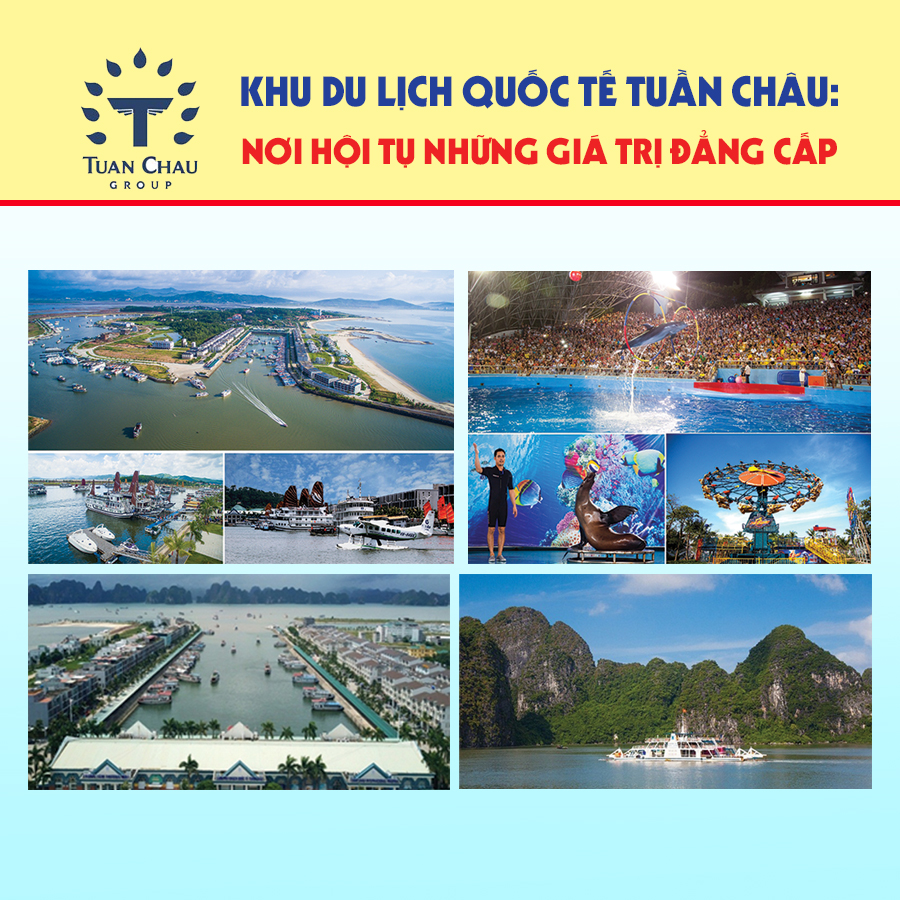 TUAN CHAU
GROUP
KHU DU LỊCH QUỐC TẾ TUẦN CHÂU:
NƠI HỘI TỤ NHỮNG GIÁ TRỊ ĐẲNG CẤP